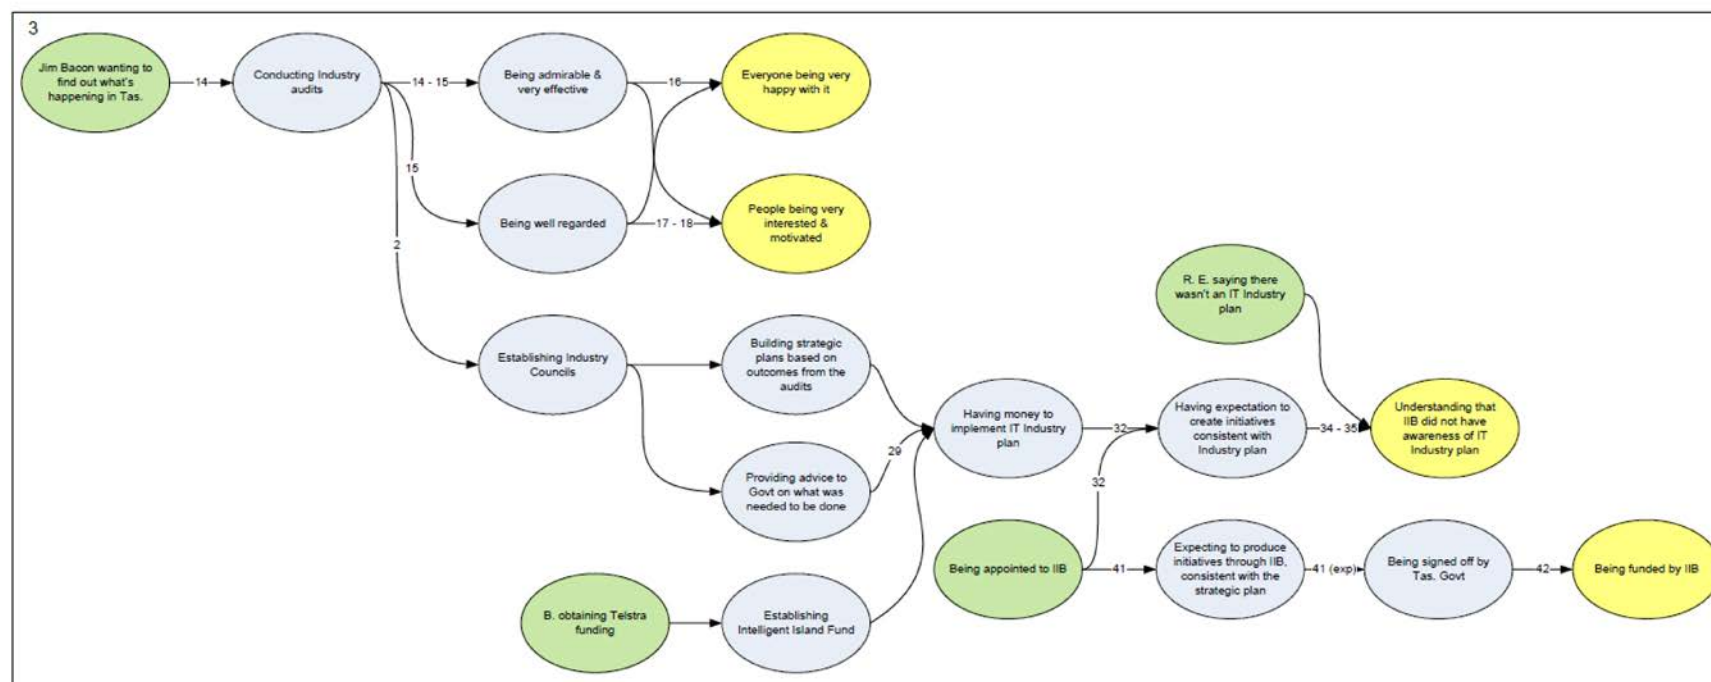 3
Jim Bacon wanting to
find out what's
happening in Tas.
14
Conducting Industry
audits
14 - 15
Being admirable &
very effective
16
Everyone being very
happy with it
15
Being well regarded
17 - 18
People being very
interested &
motivated
2
Establishing Industry
Councils
Building strategic
plans based on
outcomes from the
audits
Providing advice to
Govt on what was
needed to be done
29
B. obtaining Telstra
funding
Establishing
Intelligent Island Fund
Having money to
implement IT Industry
plan
32
R. E. saying there
wasn't an IT Industry
plan
Having expectation to
create initiatives
consistent with
Industry plan
34 - 35
Understanding that
IIB did not have
awareness of IT
Industry plan
32
Being appointed to IIB
41
Expecting to produce
initiatives through IIB,
consistent with the
strategic plan
41 (exp)
Being signed off by
Tas. Govt
42
Being funded by IIB